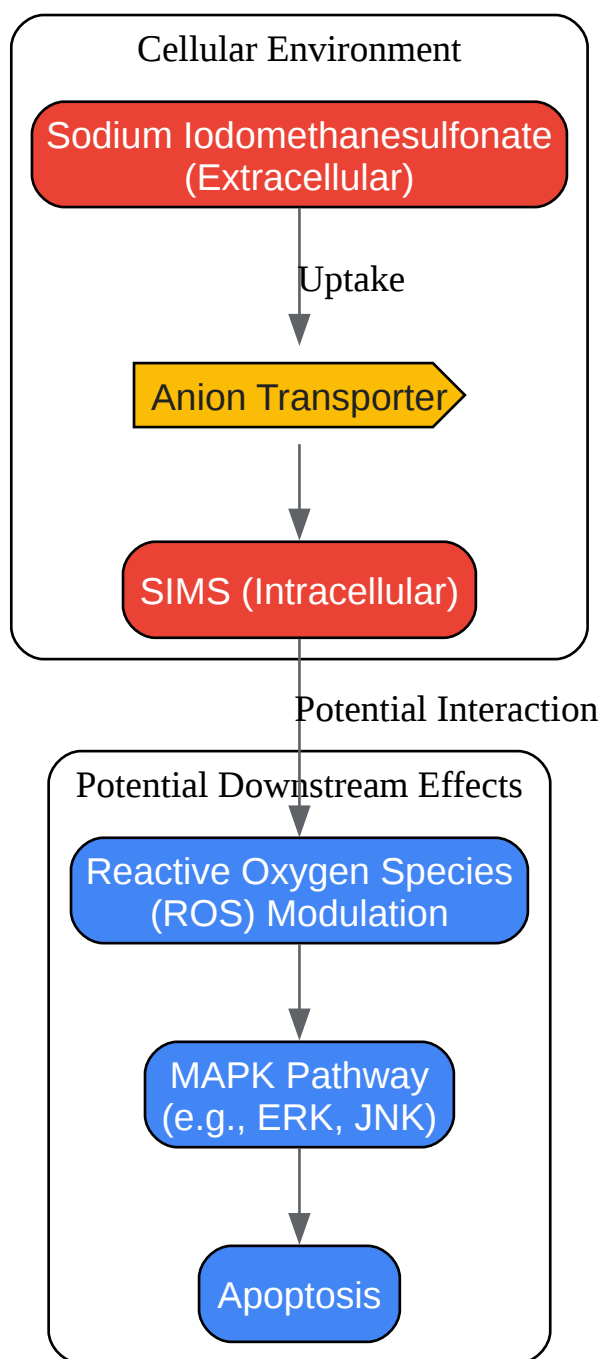 Cellular Environment
Sodium Iodomethanesulfonate
(Extracellular)
Uptake
Anion Transporter
SIMS (Intracellular)
Potential Interaction
Potential Downstream Effects
Reactive Oxygen Species
(ROS) Modulation
MAPK Pathway
(e.g., ERK, JNK)
Apoptosis